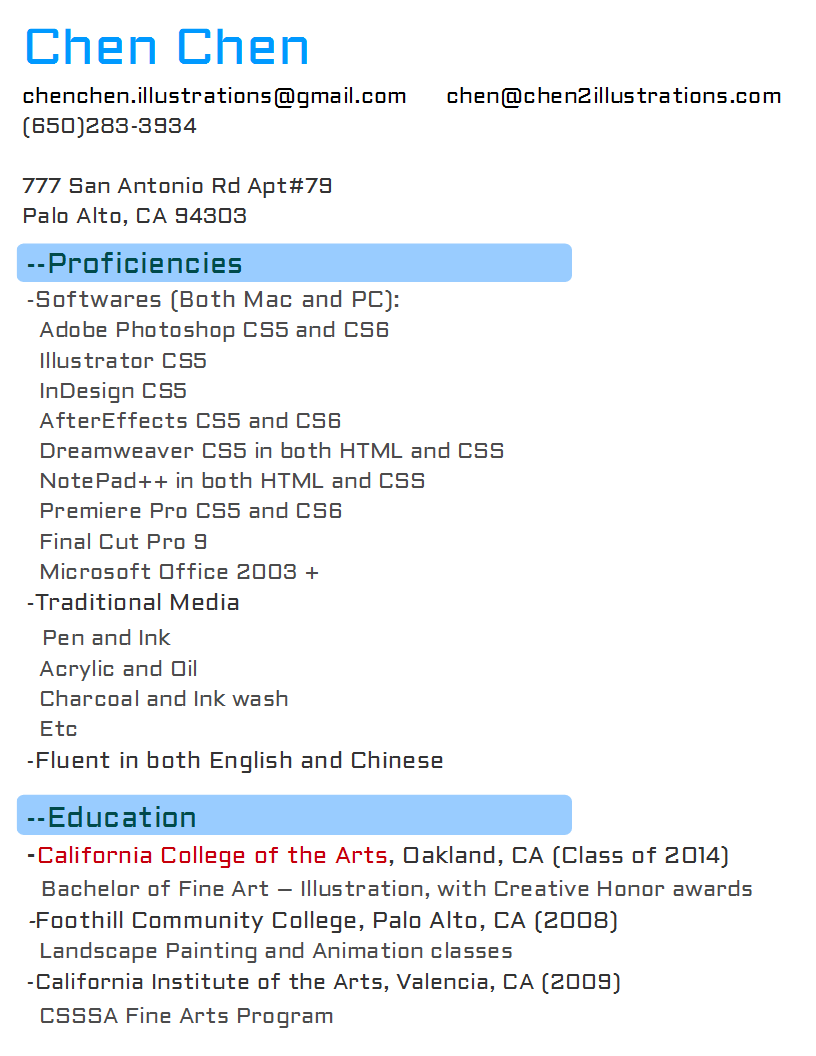 Chen Chen
chenchen.illustrations@gmail.com chen@chen2illustrations.com
(650)283-3934
777 San Antonio Rd Apt#79
Palo Alto, CA 94303
--Proficiencies
-Softwares (Both Mac and PC):
Adobe Photoshop CS5 and CS6
Illustrator CS5
InDesign CS5
AfterEffects CS5 and CS6
Dreamweaver CS5 in both HTML and CSS
NotePad++ in both HTML and CSS
Premiere Pro CS5 and CS6
Final Cut Pro 9
Microsoft Office 2003 +
-Traditional Media
Pen and Ink
Acrylic and Oil
Charcoal and Ink wash
Etc
-Fluent in both English and Chinese
--Education
-California College of the Arts, Oakland, CA (Class of 2014)
Bachelor of Fine Art – Illustration, with Creative Honor awards
-Foothill Community College, Palo Alto, CA (2008)
Landscape Painting and Animation classes
-California Institute of the Arts, Valencia, CA (2009)
CSSSA Fine Arts Program